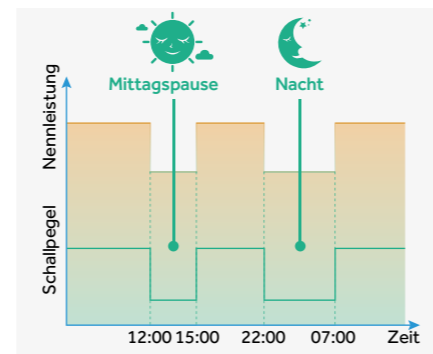 Mittagspause
Nacht
Nennleistung
Schallpegel
12:00 15:00 22:00 07:00 Zeit